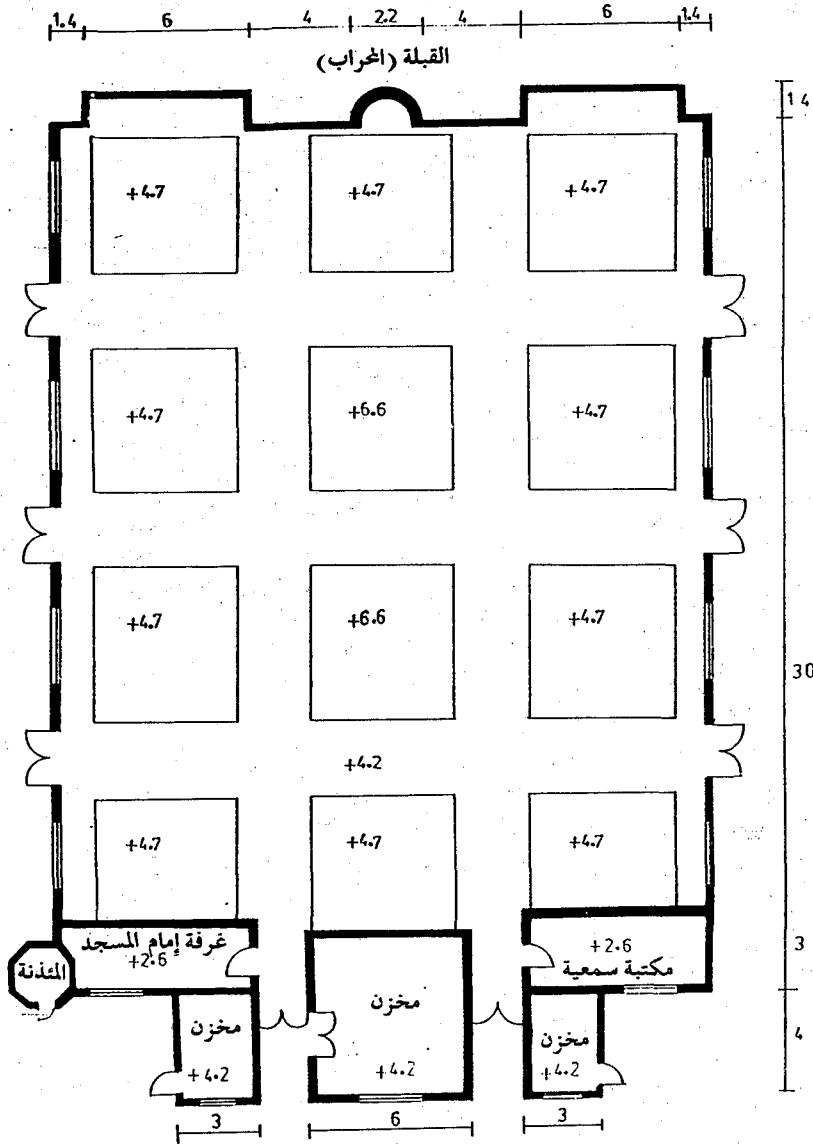 1.4 6 4 2.2 4 6 1.4
القبلة (المحراب)
1 4
+4.7 +4.7 +4.7
+4.7 +6.6 +4.7
+4.7 +6.6 +4.7
30
+4.2
+4.7 +4.7 +4.7
غرفة إمام المسجد
+2.6
المئذنة
+2.6
مكتبة سمعية
3
مخزن
+4.2
مخزن
+4.2
مخزن
+4.2
4
3 6 3